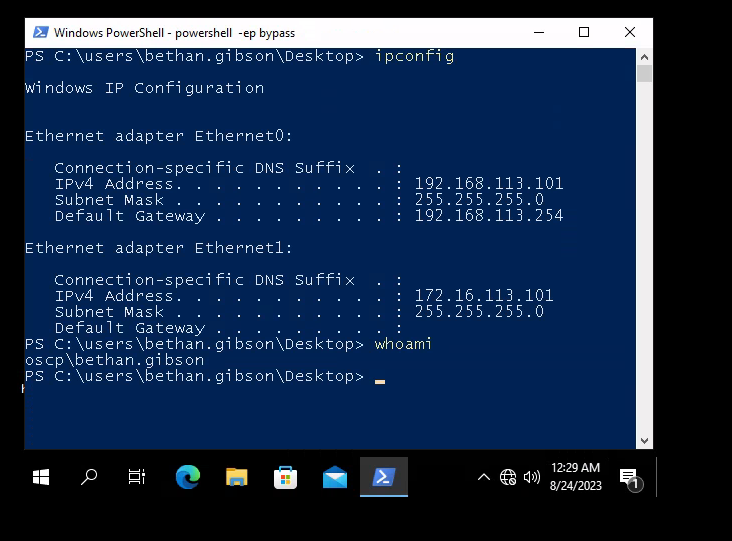 Windows PowerShell - powershell  -ep bypass
PS C:\users\bethan.gibson\Desktop> ipconfig
Windows IP Configuration
Ethernet adapter Ethernet0:
   Connection-specific DNS Suffix  . :
   IPv4 Address. . . . . . . . . . . : 192.168.113.101
   Subnet Mask . . . . . . . . . . . : 255.255.255.0
   Default Gateway . . . . . . . . . : 192.168.113.254
Ethernet adapter Ethernet1:
   Connection-specific DNS Suffix  . :
   IPv4 Address. . . . . . . . . . . : 172.16.113.101
   Subnet Mask . . . . . . . . . . . : 255.255.255.0
   Default Gateway . . . . . . . . . :
PS C:\users\bethan.gibson\Desktop> whoami
oscp\bethan.gibson
PS C:\users\bethan.gibson\Desktop>
12:29 AM
8/24/2023
1